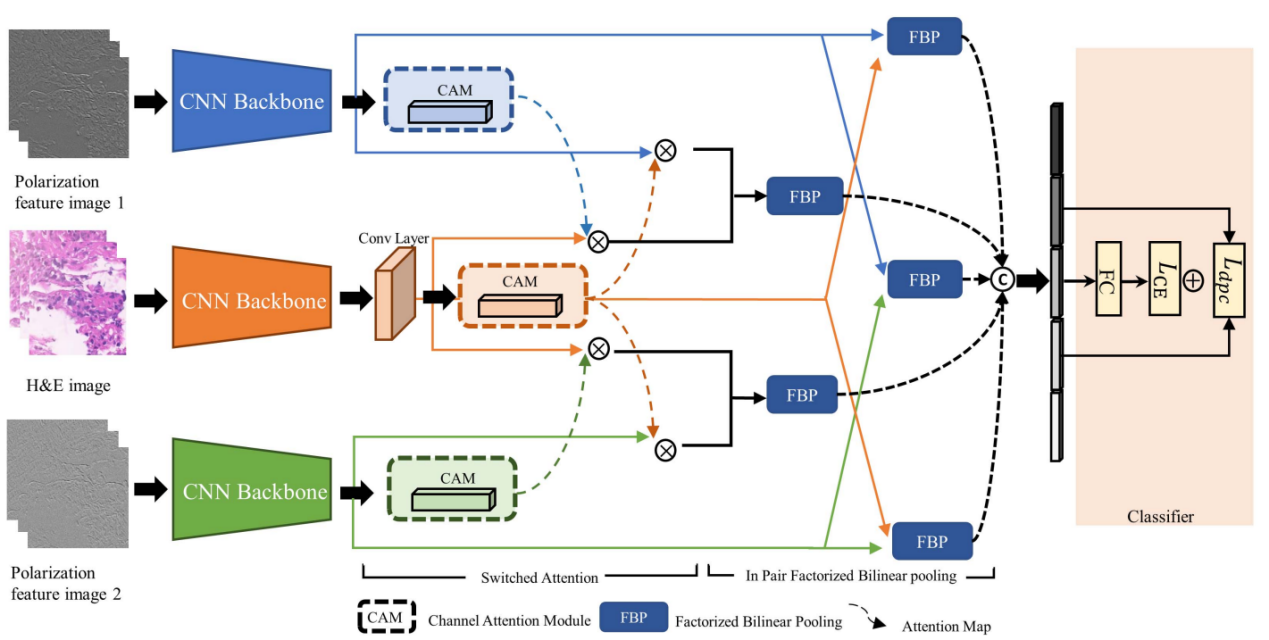 FBP
CNN Backbone
CAM
Polarization
feature image 1
FBP
Conv Layer
CNN Backbone
CAM
FBP
C
FC
LCE
Ldpc
H&E image
FBP
CNN Backbone
CAM
FBP
Classifier
Polarization
feature image 2
Switched Attention
In Pair Factorized Bilinear pooling
CAM
Channel Attention Module
FBP
Factorized Bilinear Pooling
Attention Map